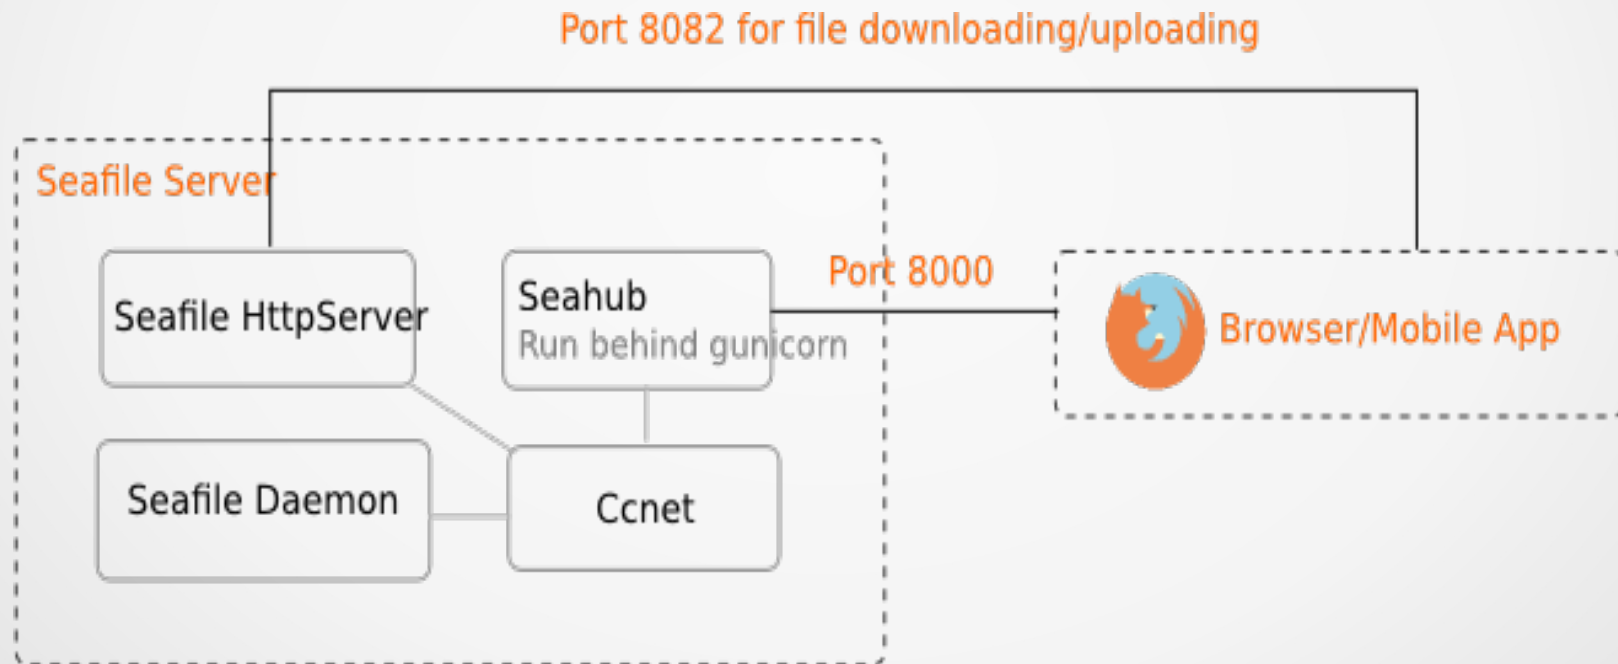 Port 8082 for file downloading/uploading
Seafile Server
Seafile HttpServer
Seahub
Run behind gunicorn
Port 8000
Browser/Mobile App
Seafile Daemon
Ccnet